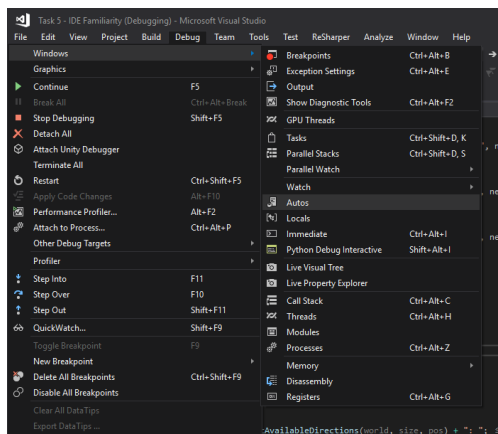 Task 5 - IDE Familiarity (Debugging) - Microsoft Visual Studio
File Edit View Project Build Debug Team Tools Test ReSharper Analyze Window Help
Windows
Graphics
Continue F5
Break All Ctrl+Alt+Break
Stop Debugging Shift+F5
Detach All
Attach Unity Debugger
Terminate All
Restart Ctrl+Shift+F5
Apply Code Changes Alt+F10
Performance Profiler... Alt+F2
Attach to Process... Ctrl+Alt+P
Other Debug Targets
Profiler
Step Into F11
Step Over F10
Step Out Shift+F11
QuickWatch... Shift+F9
Toggle Breakpoint F9
New Breakpoint
Delete All Breakpoints Ctrl+Shift+F9
Disable All Breakpoints
Clear All DataTips
Export DataTips ...
Breakpoints Ctrl+Alt+B
Exception Settings Ctrl+Alt+E
Output
Show Diagnostic Tools Ctrl+Alt+F2
GPU Threads
Tasks Ctrl+Shift+D, K
Parallel Stacks Ctrl+Shift+D, S
Parallel Watch
Watch
Autos
Locals
Immediate Ctrl+Alt+I
Python Debug Interactive Shift+Alt+I
Live Visual Tree
Live Property Explorer
Call Stack Ctrl+Alt+C
Threads Ctrl+Alt+H
Modules
Processes Ctrl+Alt+Z
Memory
Disassembly
Registers Ctrl+Alt+G
", n
, ne
, ne
:AvailableDirections(world, size, pos) + ": ";